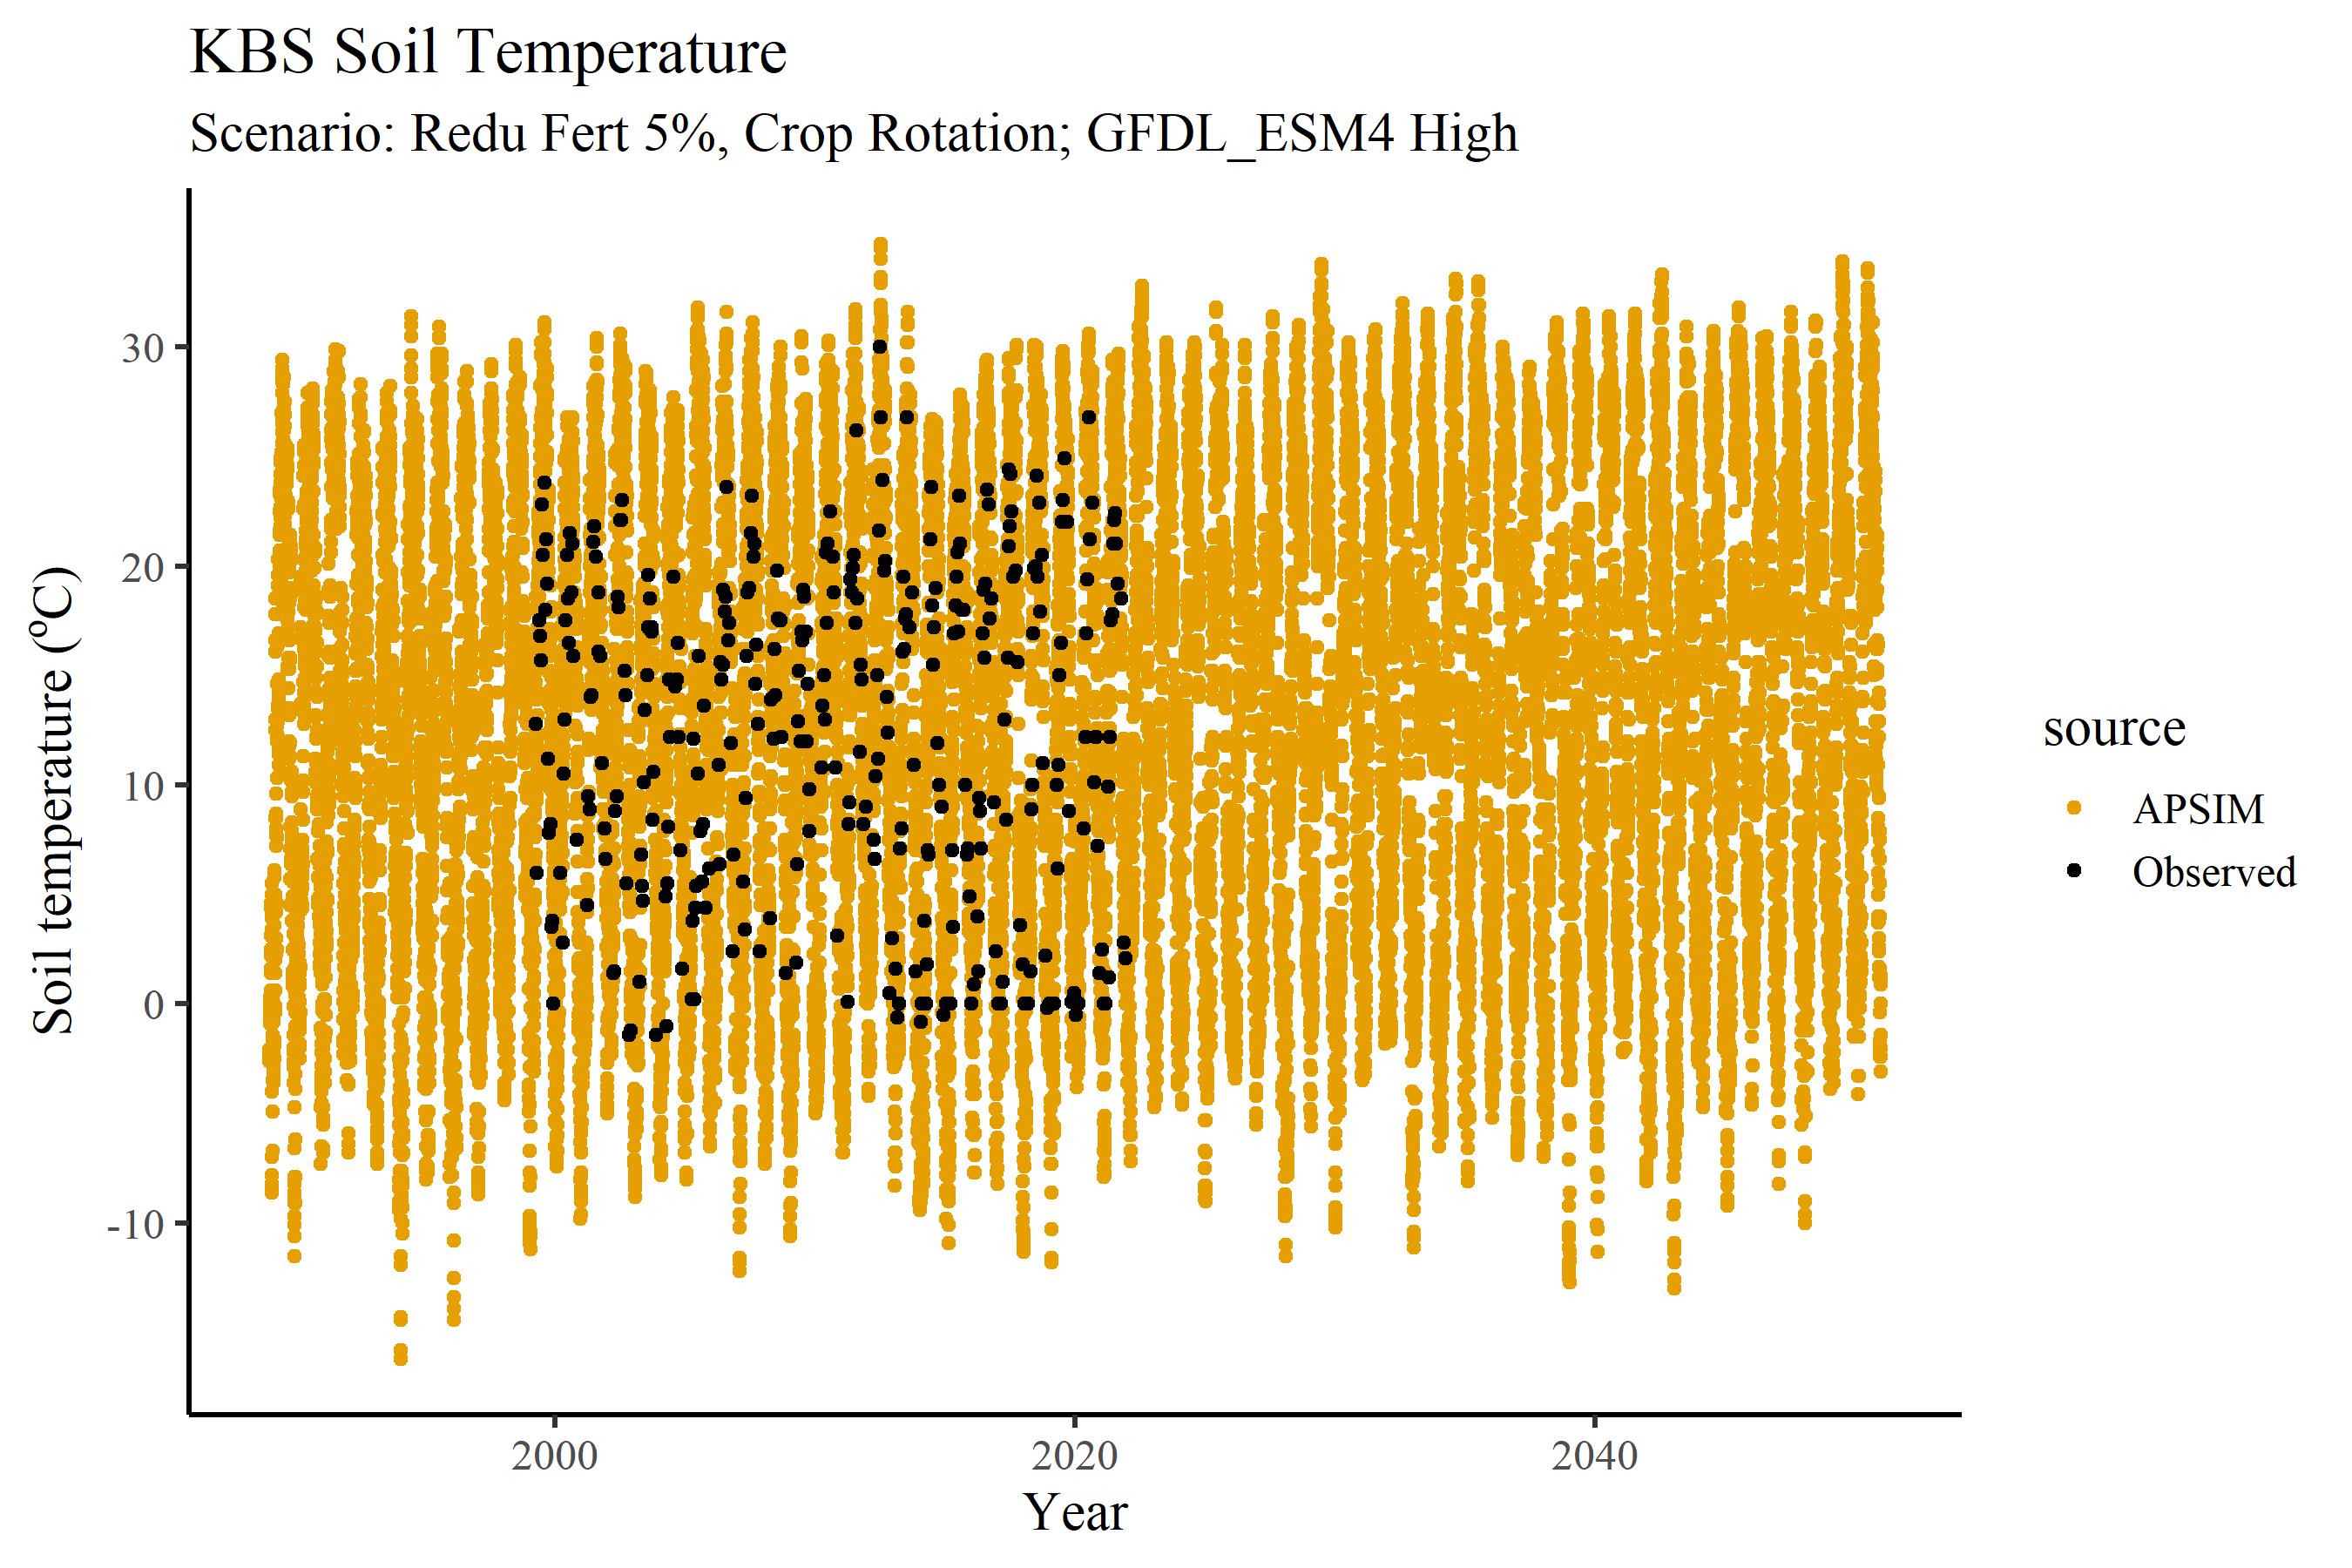 KBS Soil Temperature
Scenario: Redu Fert 5%, Crop Rotation; GFDL_ESM4 High
Soil temperature (ºC)
30
20
10
0
-10
2000
2020
2040
Year
source
APSIM
Observed